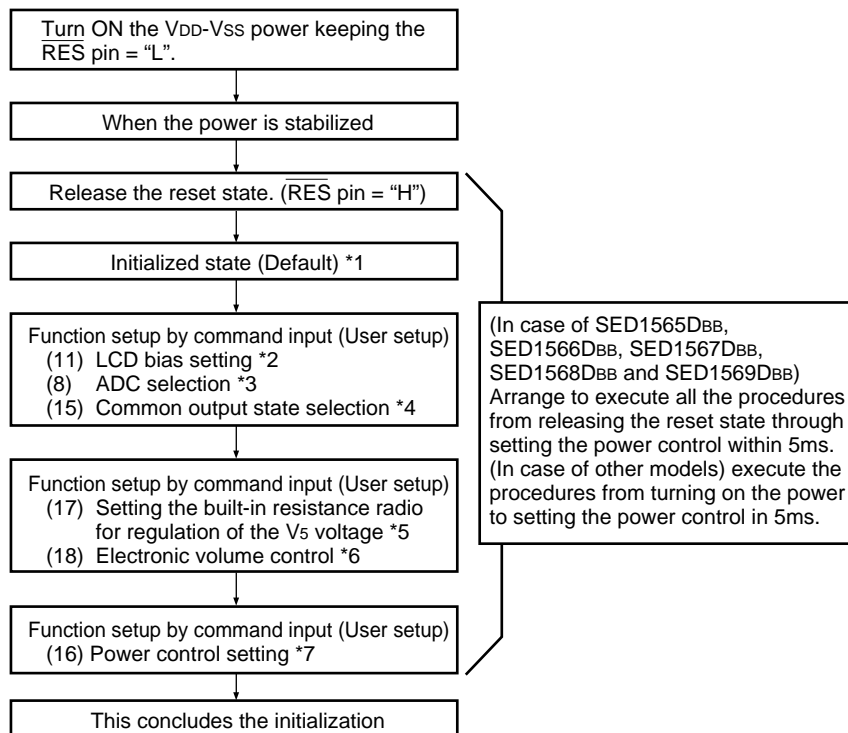 Turn ON the VDD-VSS power keeping the
RES pin = “L”.
When the power is stabilized
Release the reset state. (RES pin = “H”)
Initialized state (Default) *1
Function setup by command input (User setup)
(11) LCD bias setting *2
(8) ADC selection *3
(15) Common output state selection *4
Function setup by command input (User setup)
(17) Setting the built-in resistance radio
for regulation of the V5 voltage *5
(18) Electronic volume control *6
Function setup by command input (User setup)
(16) Power control setting *7
This concludes the initialization
(In case of SED1565DBB,
SED1566DBB, SED1567DBB,
SED1568DBB and SED1569DBB)
Arrange to execute all the procedures
from releasing the reset state through
setting the power control within 5ms.
(In case of other models) execute the
procedures from turning on the power
to setting the power control in 5ms.